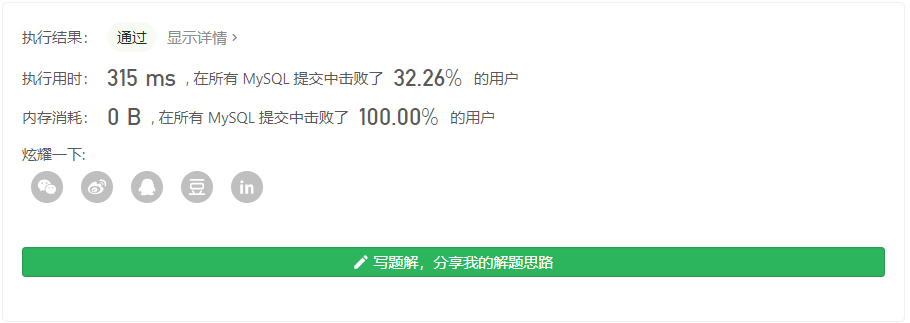 执行结果： 通过 显示详情 >
执行用时： 315 ms , 在所有 MySQL 提交中击败了 32.26% 的用户
内存消耗： 0 B , 在所有 MySQL 提交中击败了 100.00% 的用户
炫耀一下:
豆 in
写题解，分享我的解题思路